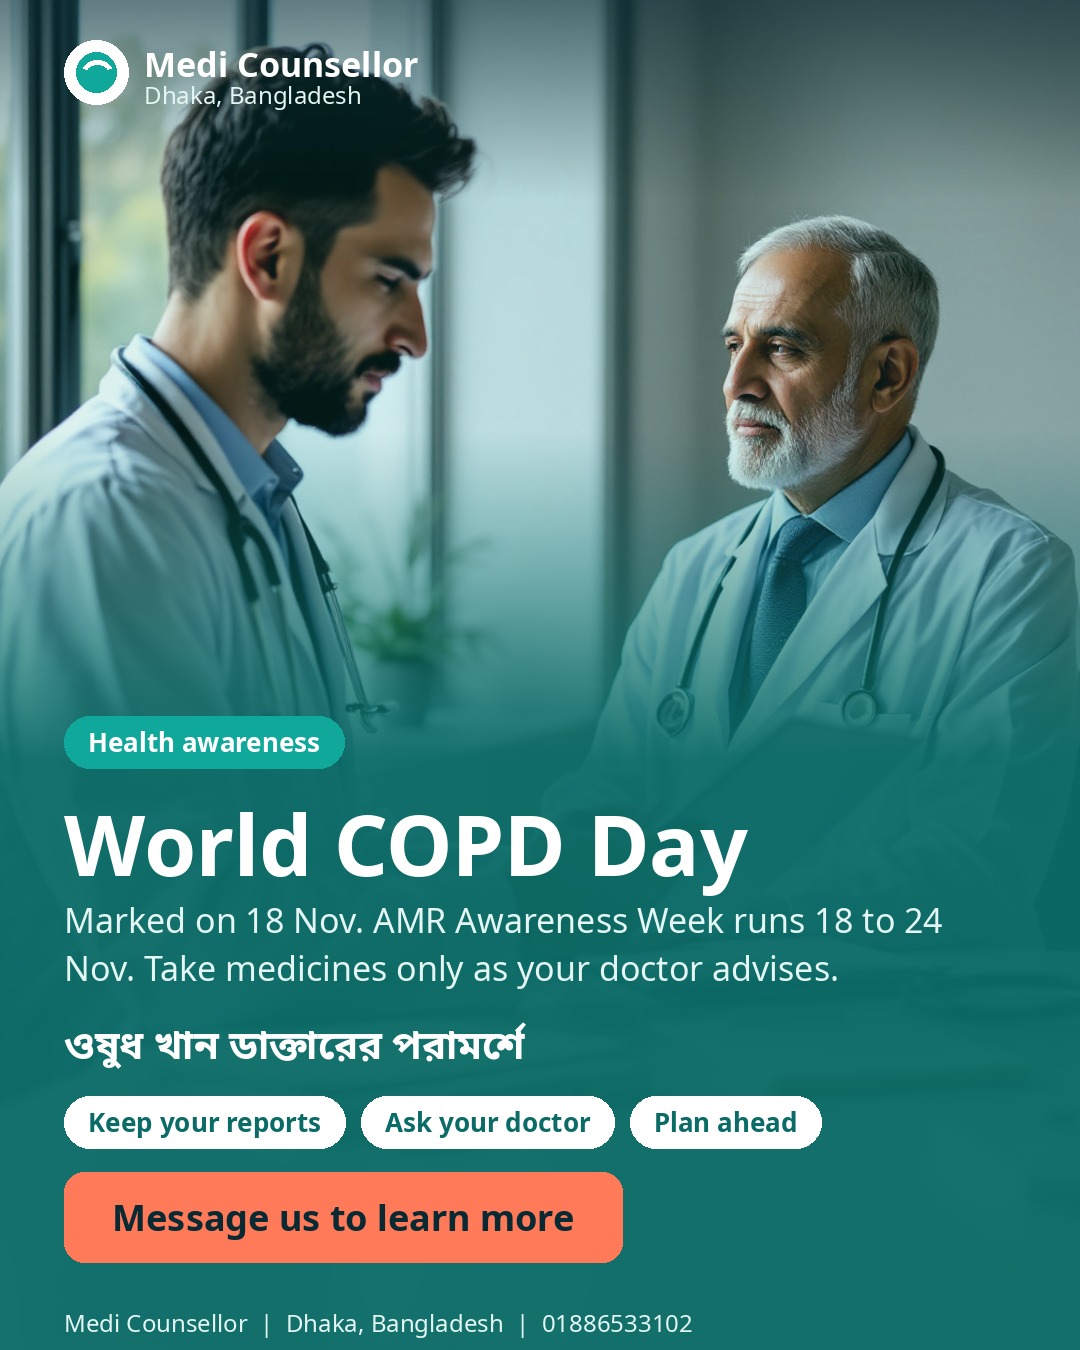 Medi Counsellor
Dhaka, Bangladesh
Health awareness
World COPD Day
Marked on 18 Nov. AMR Awareness Week runs 18 to 24
Nov. Take medicines only as your doctor advises.
ওষুধ খান ডাক্তারের পরামর্শে
Keep your reports
Ask your doctor
Plan ahead
Message us to learn more
Medi Counsellor | Dhaka, Bangladesh | 01886533102